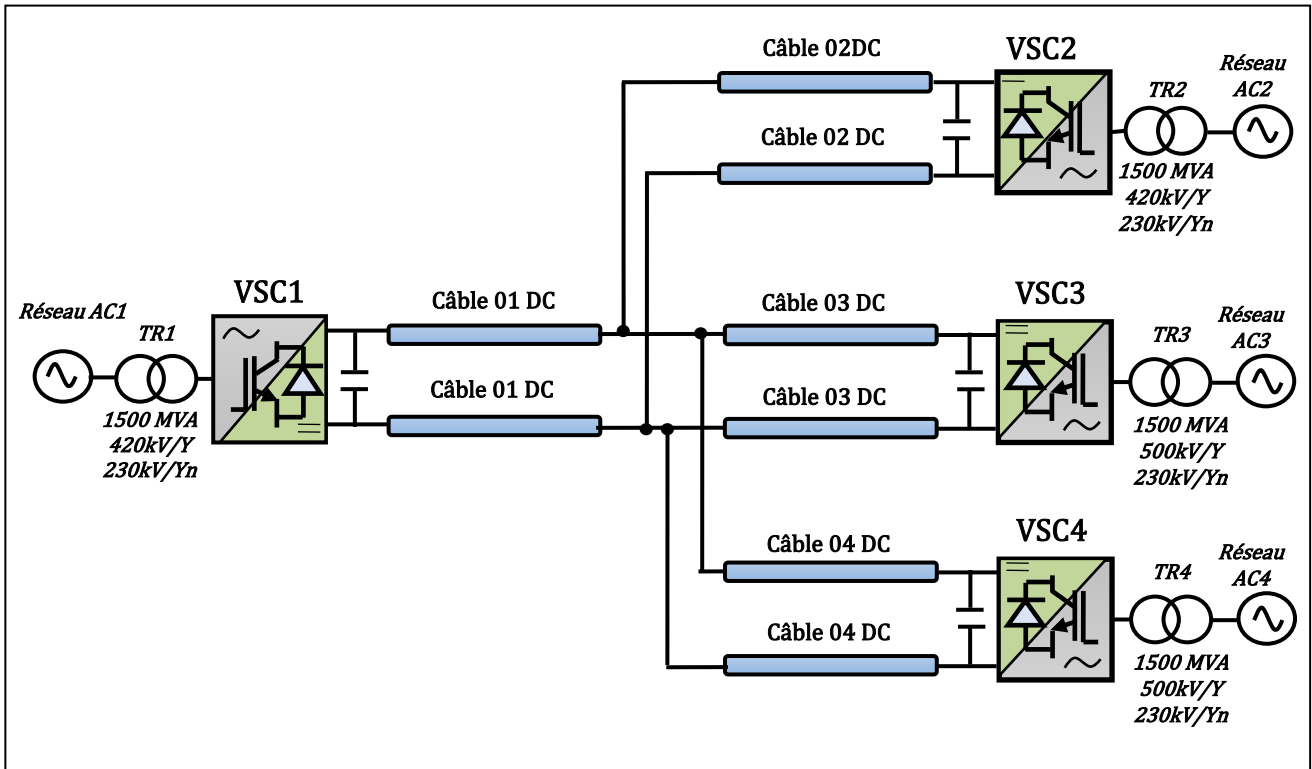 Câble 02DC
VSC2
Réseau
AC2
TR2
Câble 02 DC
1500 MVA
420kV/Y
230kV/Yn
VSC1
Réseau AC1
TR1
Câble 01 DC
Câble 01 DC
1500 MVA
420kV/Y
230kV/Yn
Câble 03 DC
VSC3
Réseau
AC3
TR3
Câble 03 DC
1500 MVA
500kV/Y
230kV/Yn
Câble 04 DC
VSC4
Réseau
AC4
TR4
Câble 04 DC
1500 MVA
500kV/Y
230kV/Yn